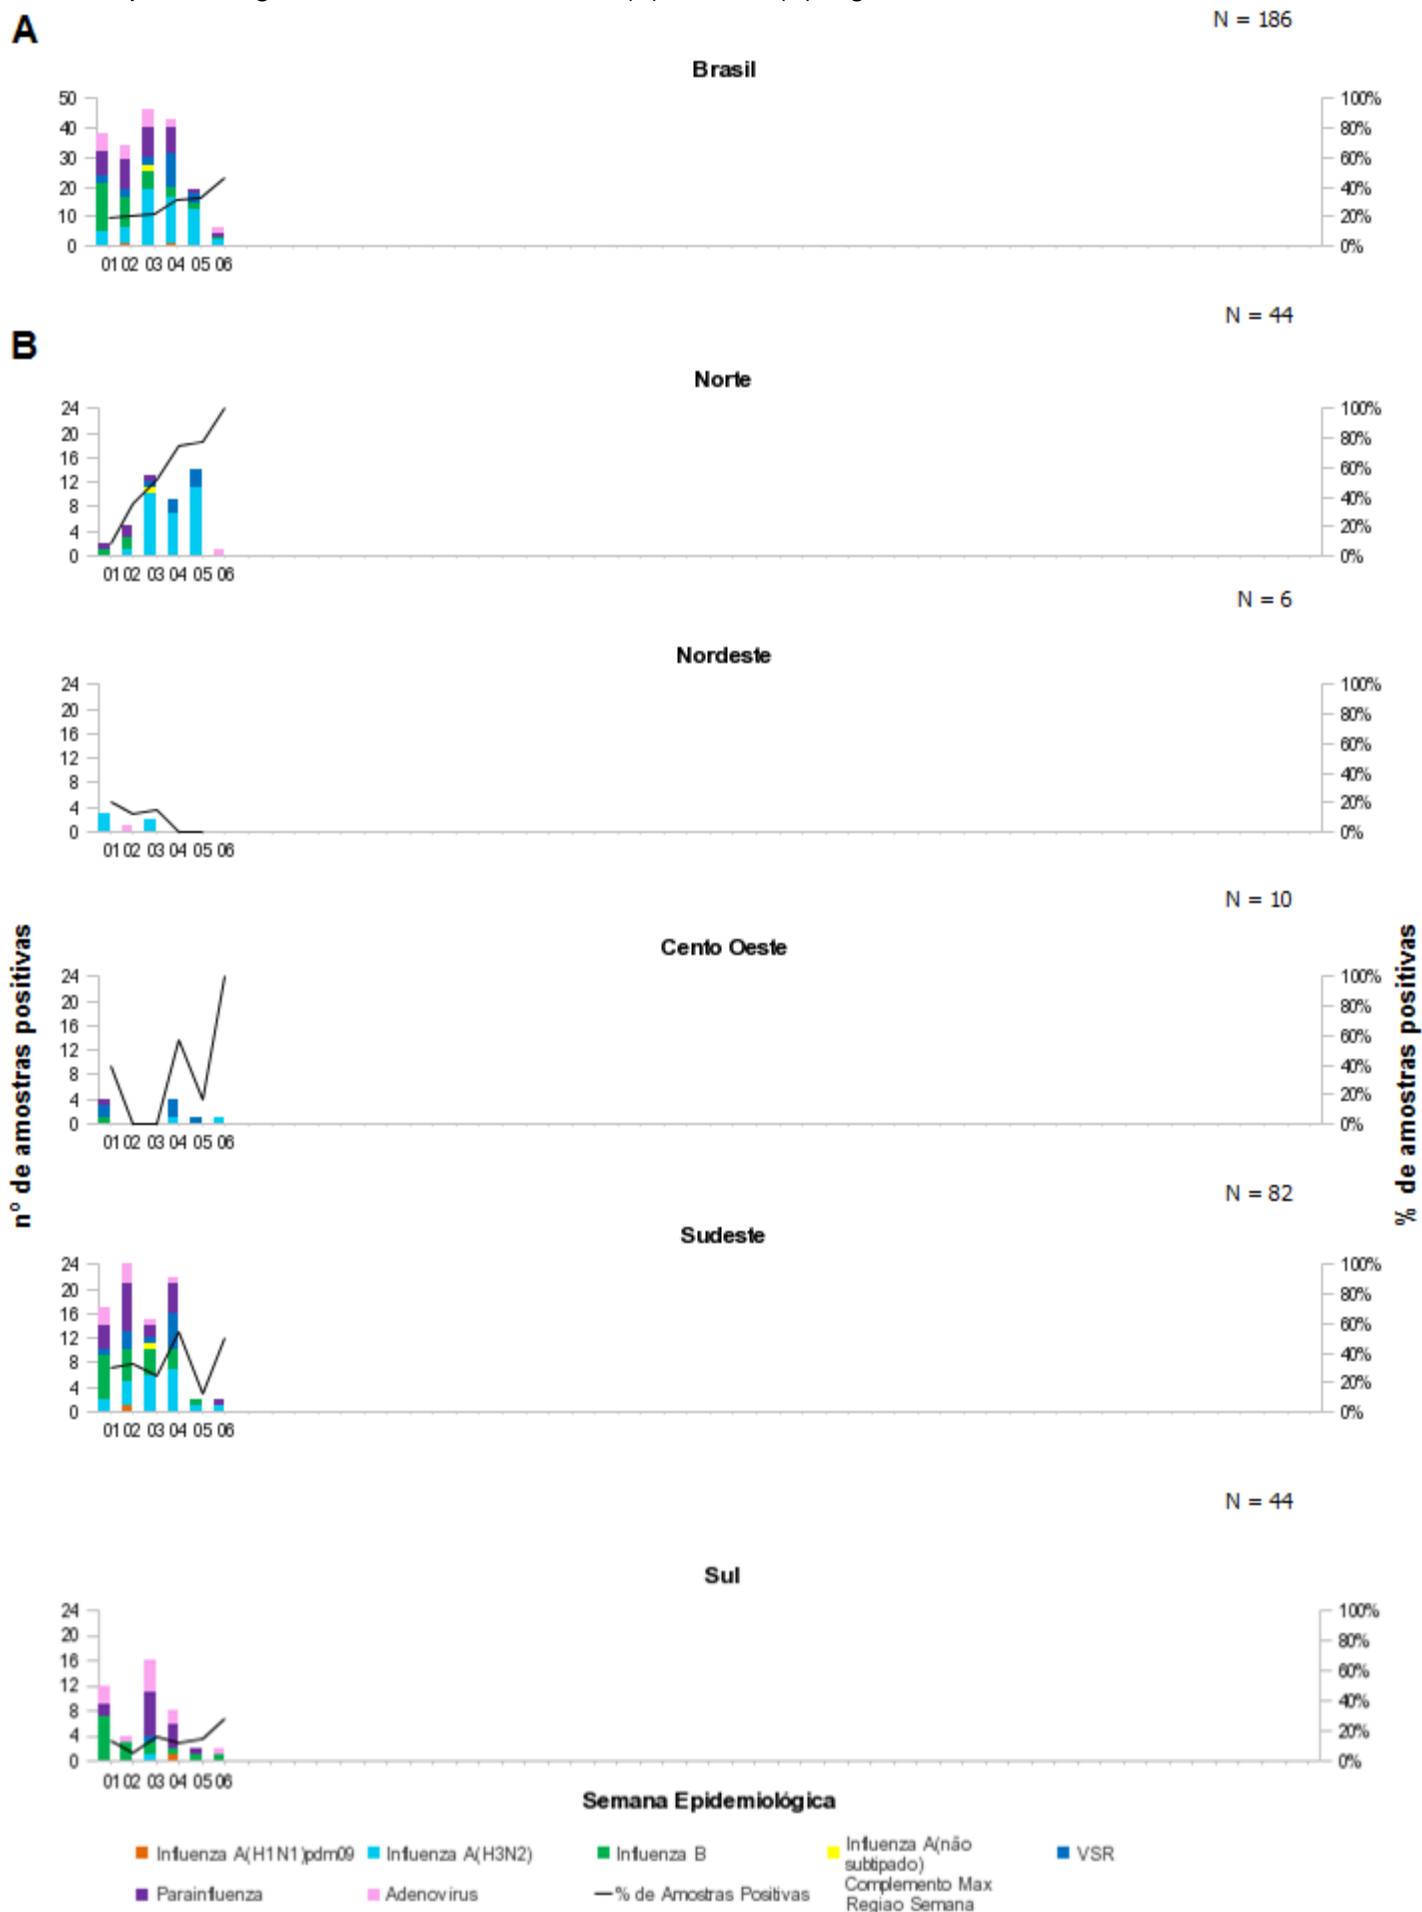 A
N = 186
Brasil
50
40
30
20
10
0
100%
80%
60%
40%
20%
0%
01 02 03 04 05 06
N = 44
B
Norte
24
20
16
12
8
4
0
100%
80%
60%
40%
20%
0%
01 02 03 04 05 06
N = 6
Nordeste
24
20
16
12
8
4
0
100%
80%
60%
40%
20%
0%
01 02 03 04 05 06
N = 10
Cento Oeste
24
20
16
12
8
4
0
100%
80%
60%
40%
20%
0%
01 02 03 04 05 06
nº de amostras positivas
% de amostras positivas
N = 82
Sudeste
24
20
16
12
8
4
0
100%
80%
60%
40%
20%
0%
01 02 03 04 05 06
N = 44
Sul
24
20
16
12
8
4
0
100%
80%
60%
40%
20%
0%
01 02 03 04 05 06
Semana Epidemiológica
Influenza A(H1N1)pdm09
Influenza A(H3N2)
Influenza B
Influenza A(não
subtipado)
VSR
Parainfluenza
Adenovirus
% de Amostras Positivas
Complemento Max
Regiao Semana